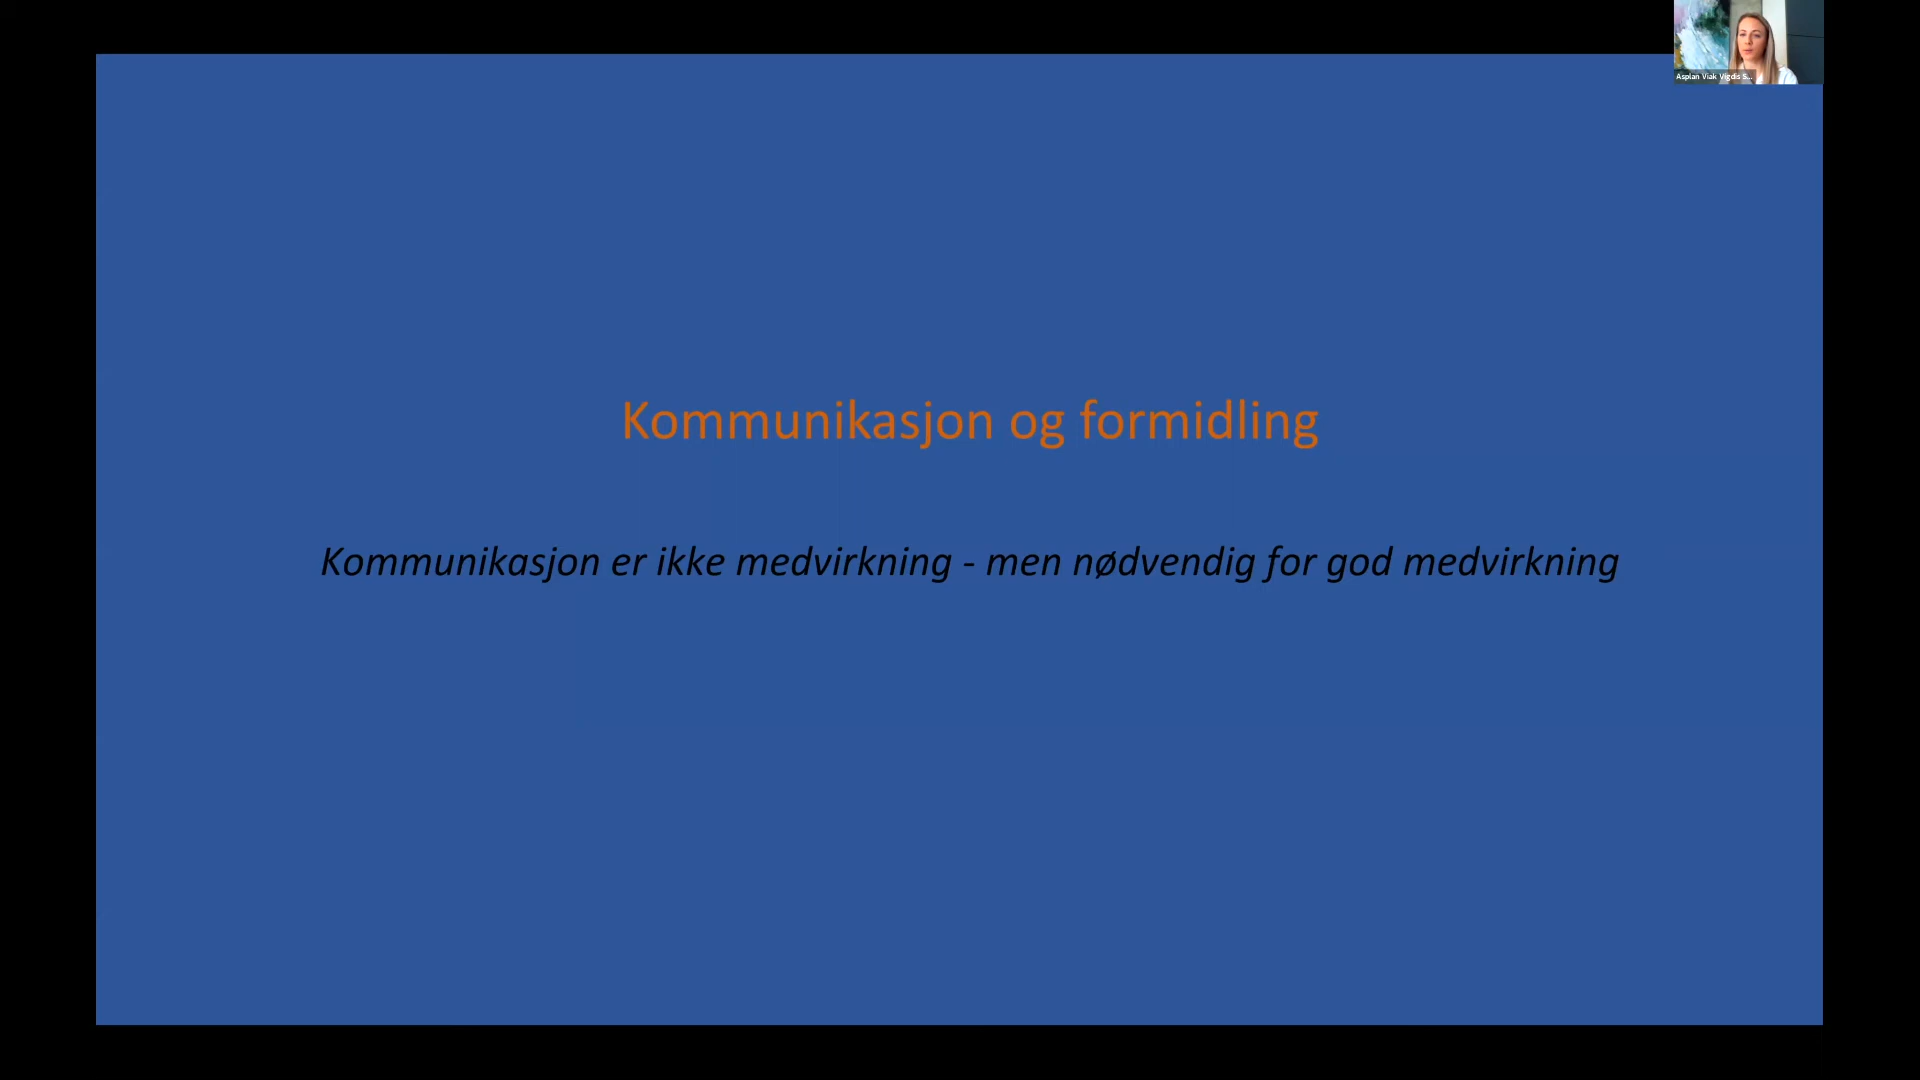 Asplan Viak Vigdis S...
Kommunikasjon og formidling
Kommunikasjon er ikke medvirkning - men nødvendig for god medvirkning